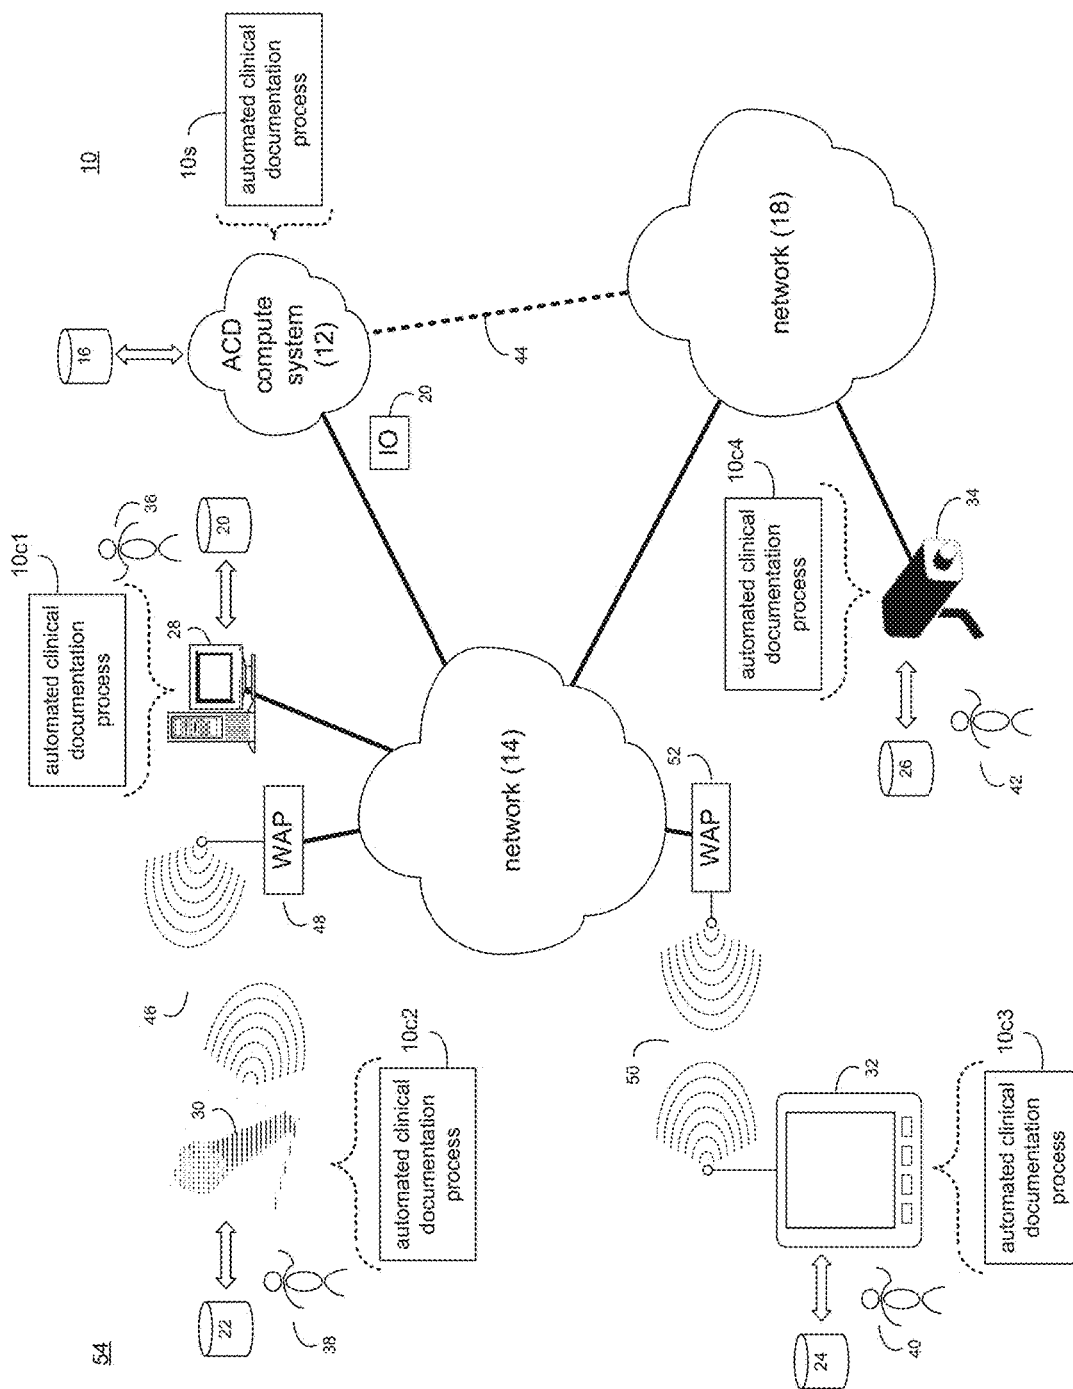 54
10c1
automated clinical
documentation
process
10
16
36
20
28
46
10s
automated clinical
documentation
process
22
30
38
48
WAP
ACD
compute
system
(12)
IO
20
10c2
automated clinical
documentation
process
network (14)
44
50
52
WAP
10c4
automated clinical
documentation
process
network (18)
24
32
40
26
34
42
10c3
automated clinical
documentation
process